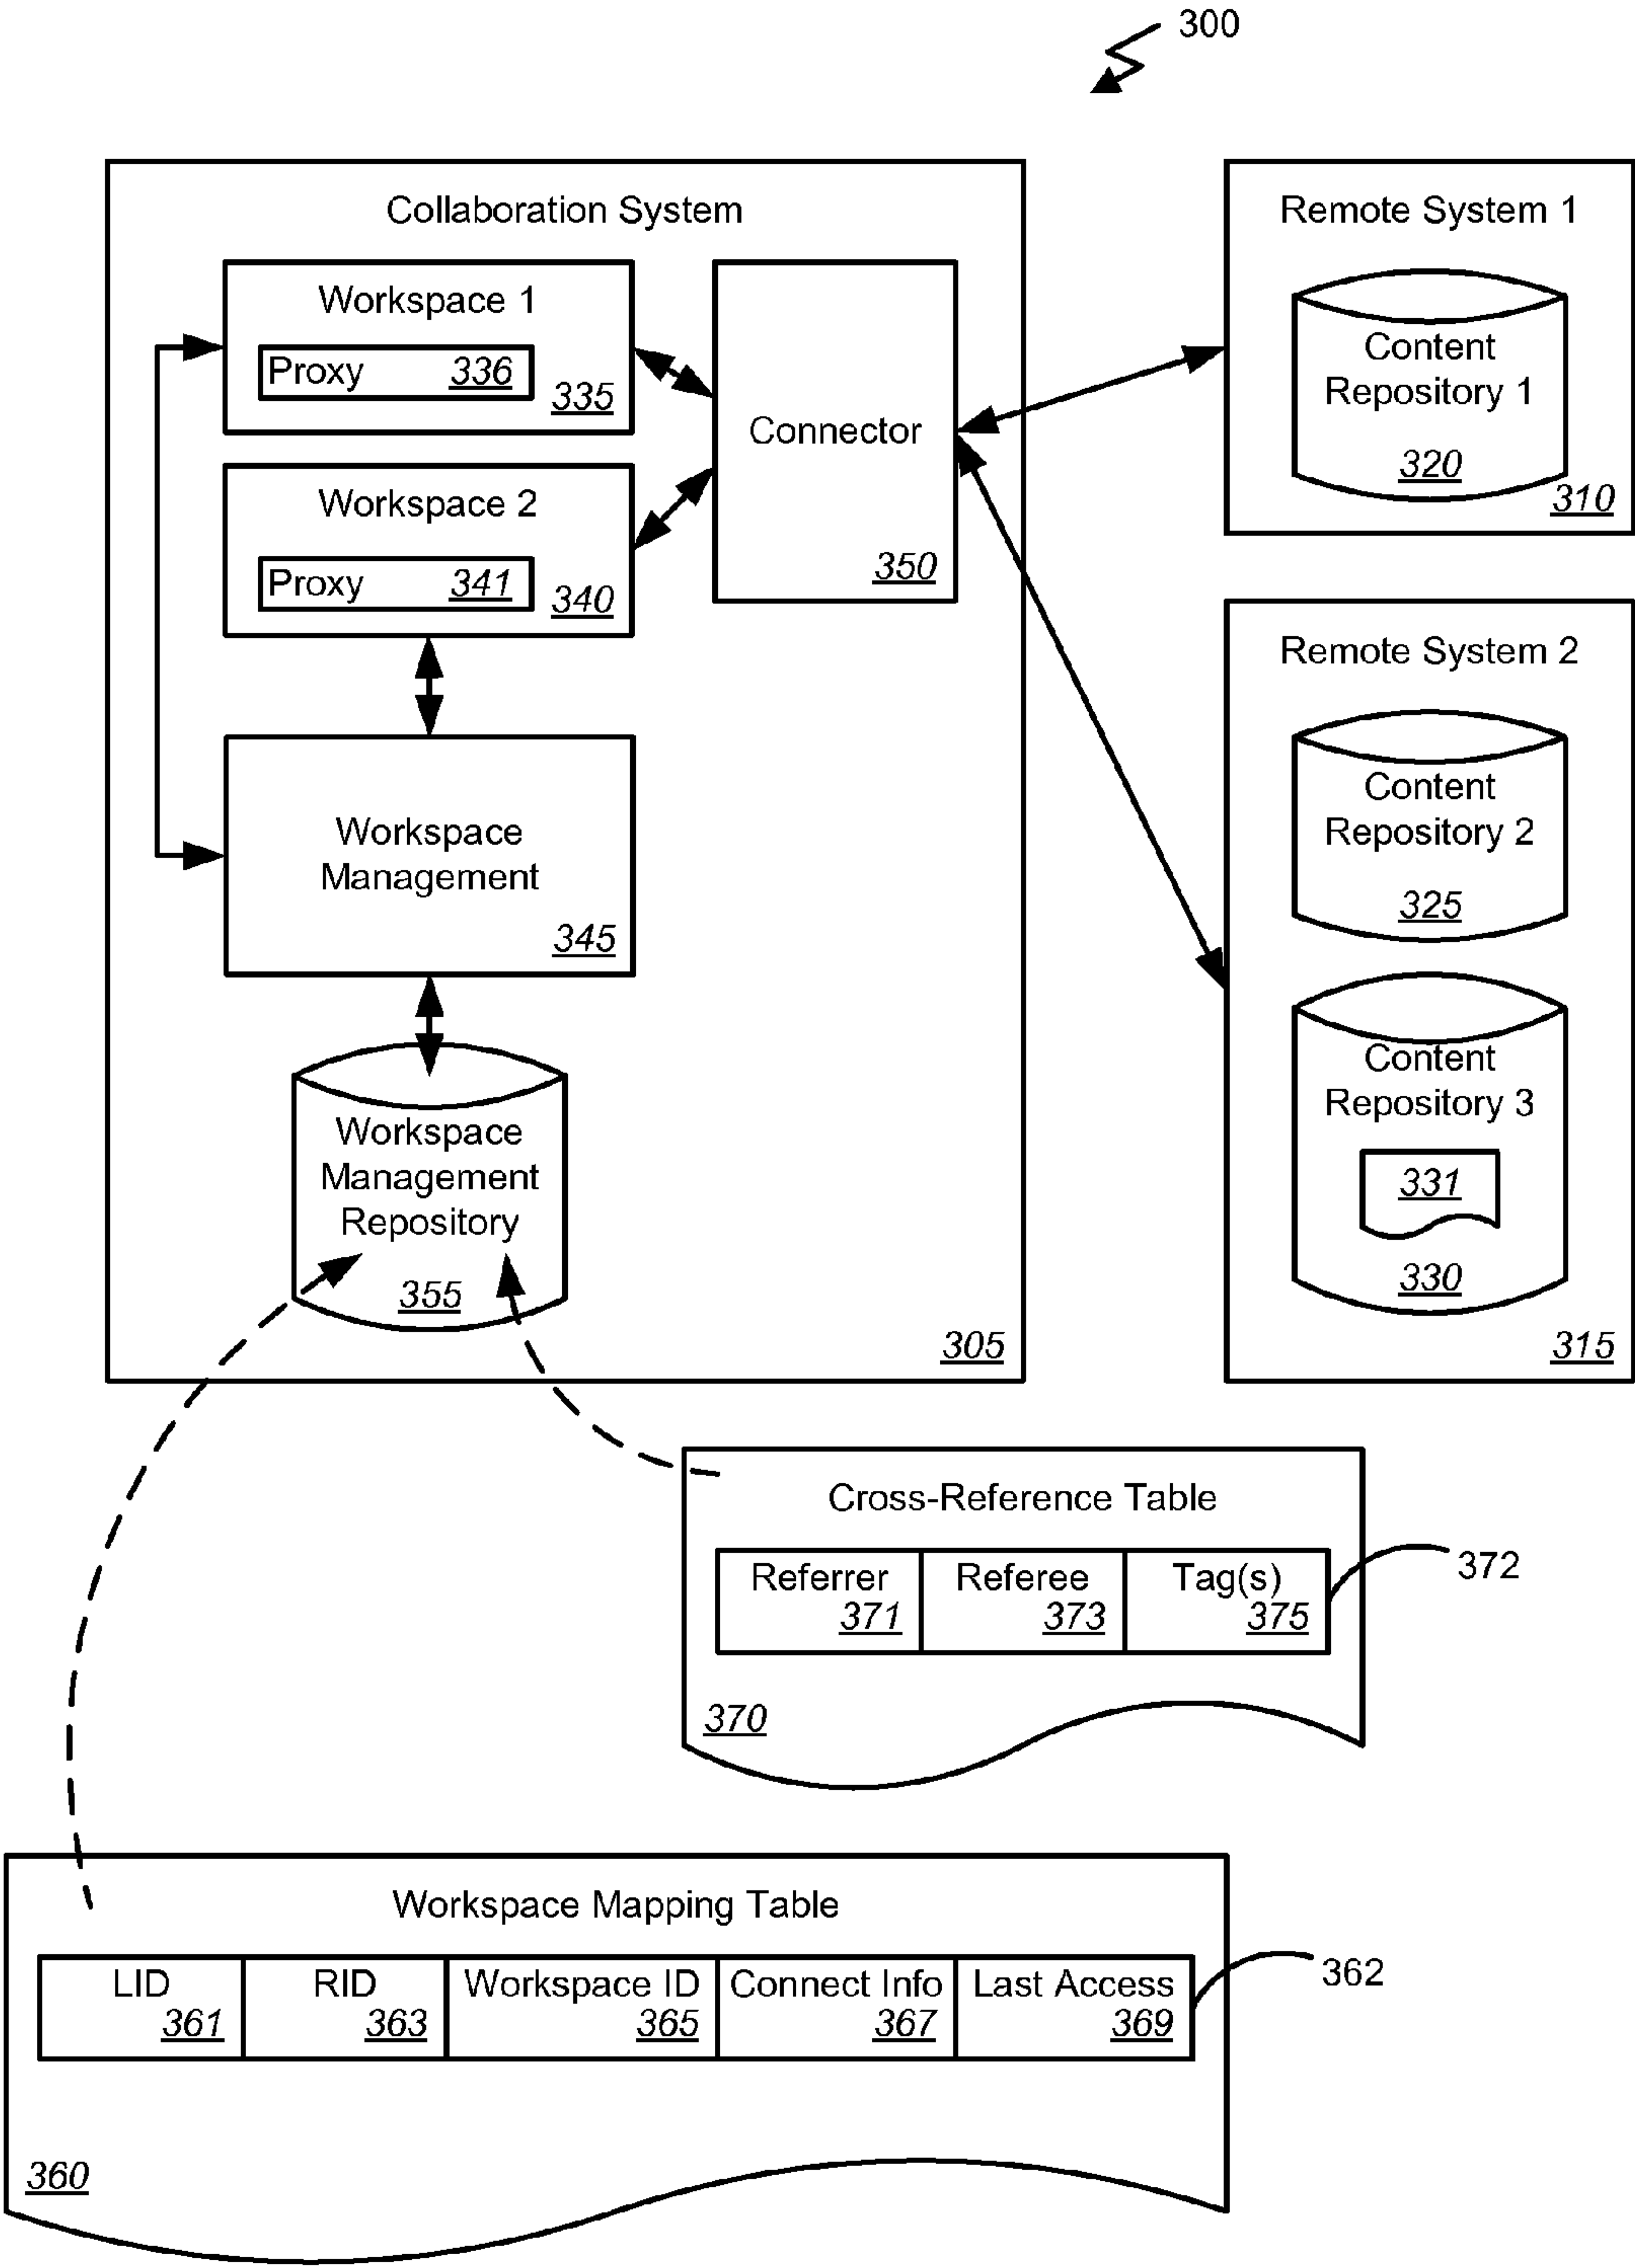 300
Collaboration System
Workspace 1
Proxy 336
335
Workspace 2
Proxy 341
340
Connector
350
Workspace
Management
345
Workspace
Management
Repository
355
305
Remote System 1
Content
Repository 1
320
310
Remote System 2
Content
Repository 2
325
Content
Repository 3
331
330
315
Cross-Reference Table
Referrer Referee Tag(s)
371 373 375
372
370
Workspace Mapping Table
LID RID Workspace ID Connect Info Last Access
361 363 365 367 369
362
360